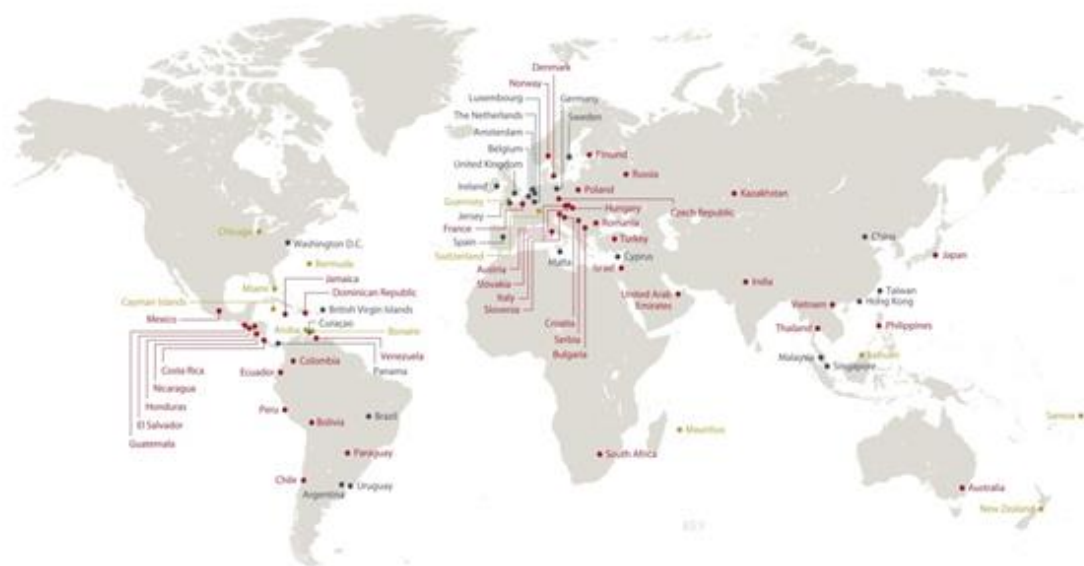 Denmark
Norway
Luxembourg
Germany
The Netherlands
Sweden
Amsterdam
Belgium
United Kingdom
Finund
Ireland
Russia
Poland
Kazakhstan
Guernsey
Hungary
Jersey
Czech Republic
France
Romania
Spain
Turkey
Switzerland
Malta
Cyprus
Austria
Israel
Slovakia
Italy
United Arab
Emirates
Slovenia
Croatia
Serbia
Bulgaria
Chicago
Washington D.C.
Bermuda
Miami
Jamaica
Cayman Islands
Dominican Republic
Mexico
British Virgin Islands
Aruba
Curaçao
Bonaire
Venezuela
Costa Rica
Ecuador
Colombia
Panama
Nicaragua
Honduras
Peru
Brazil
El Salvador
Bolivia
Guatemala
Paraguay
Chile
Argentina
Uruguay
China
Japan
India
Taiwan
Hong Kong
Vietnam
Thailand
Philippines
Malaysia
Labuan
Singapore
Mauritius
Samoa
South Africa
Australia
New Zealand
KEY